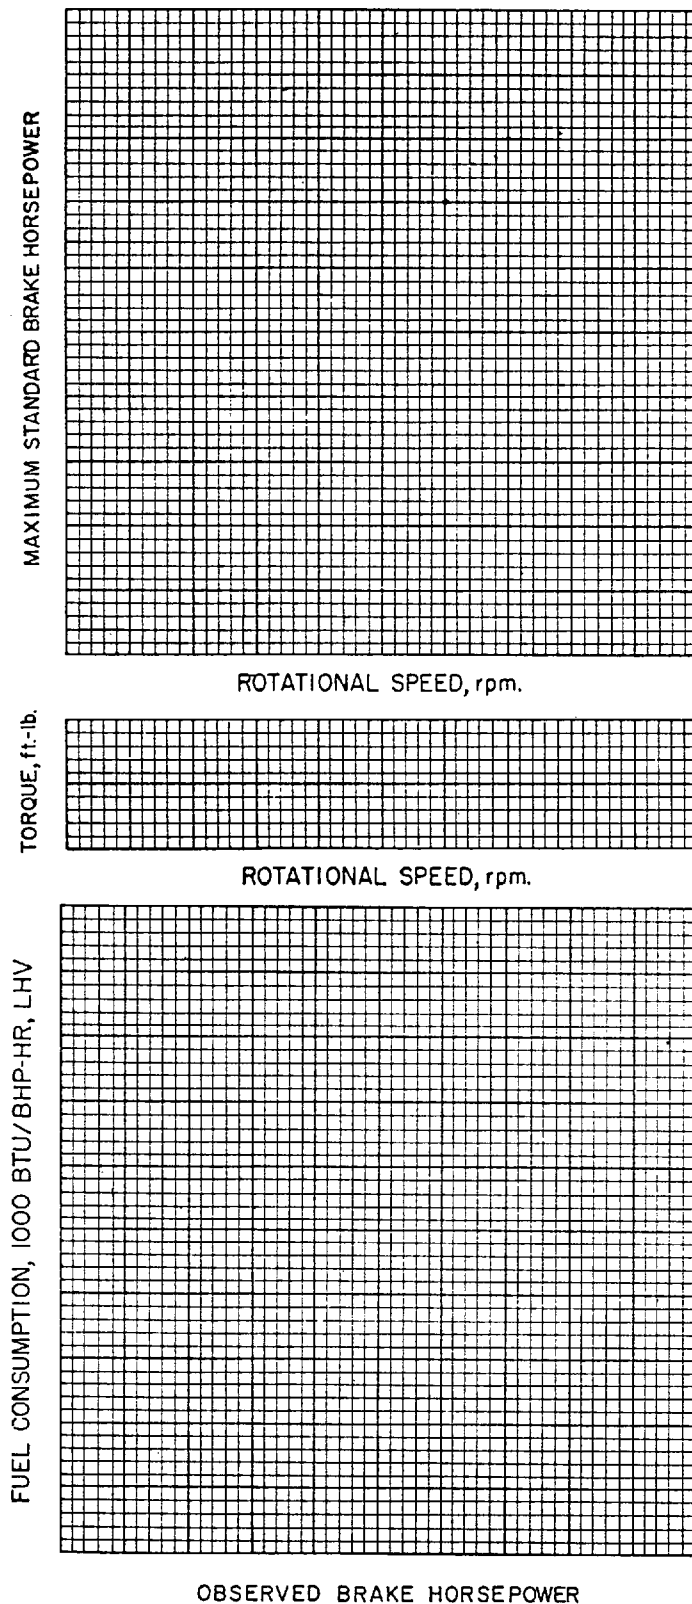 MAXIMUM STANDARD BRAKE HORSEPOWER
ROTATIONAL SPEED, rpm.
TORQUE, ft.-lb.
ROTATIONAL SPEED, rpm.
FUEL CONSUMPTION, 1000 BTU/BHP-HR, LHV
OBSERVED BRAKE HORSEPOWER